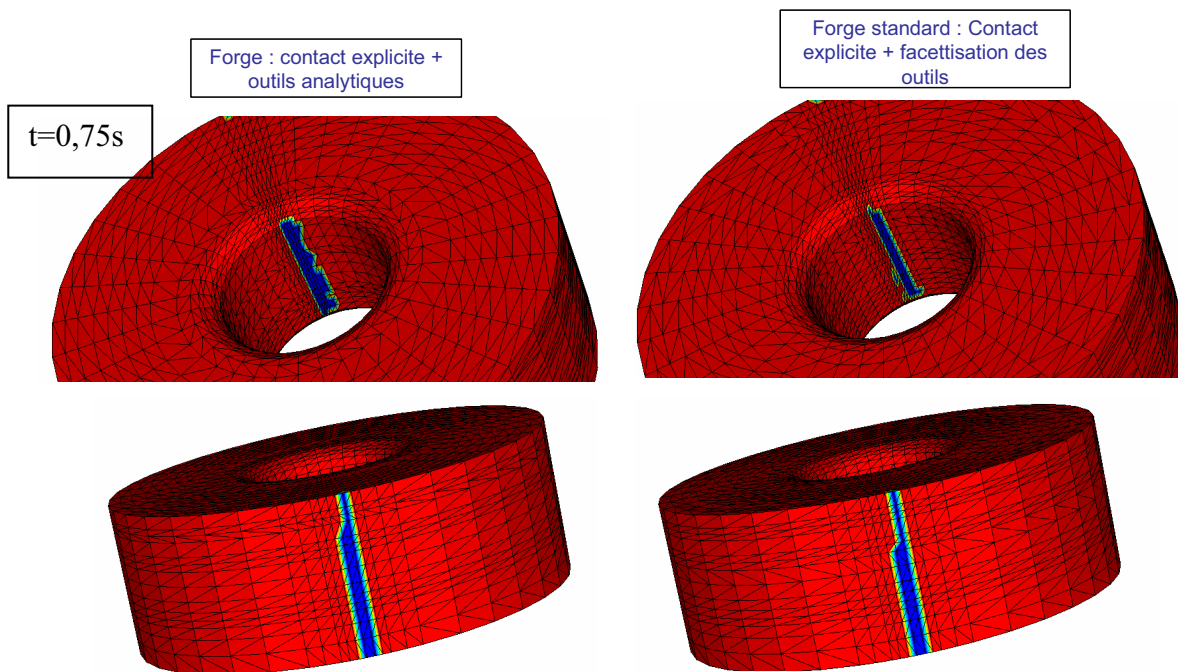 Forge : contact explicite +
outils analytiques
Forge standard : Contact
explicite + facettisation des
outils
t=0,75s